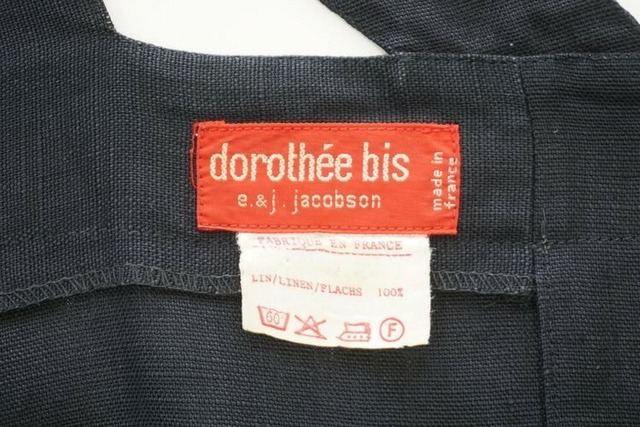 dorothée bis
e. & j. jacobson
made in
france
FABRIQUE EN FRANCE
LIN/LINEN/FLACHS 100%
60
F